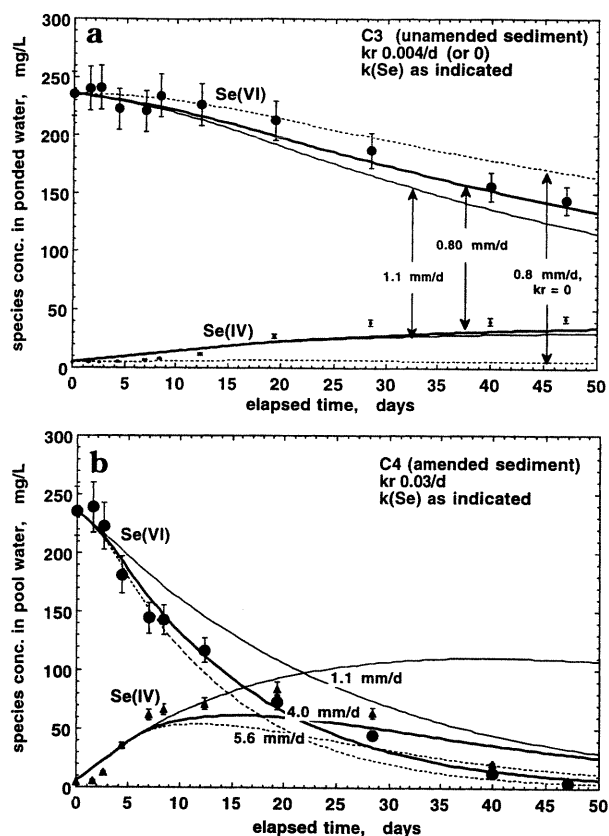 a
C3 (unamended sediment)
kr 0.004/d (or 0)
k(Se) as indicated
species conc. in ponded water, mg/L
300
250
200
150
100
50
0
Se(VI)
1.1 mm/d
0.80 mm/d
0.8 mm/d,
kr = 0
Se(IV)
0 5 10 15 20 25 30 35 40 45 50
elapsed time, days
b
C4 (amended sediment)
kr 0.03/d
k(Se) as indicated
species conc. in pool water, mg/L
300
250
200
150
100
50
0
Se(VI)
Se(IV)
1.1 mm/d
4.0 mm/d
5.6 mm/d
0 5 10 15 20 25 30 35 40 45 50
elapsed time, days